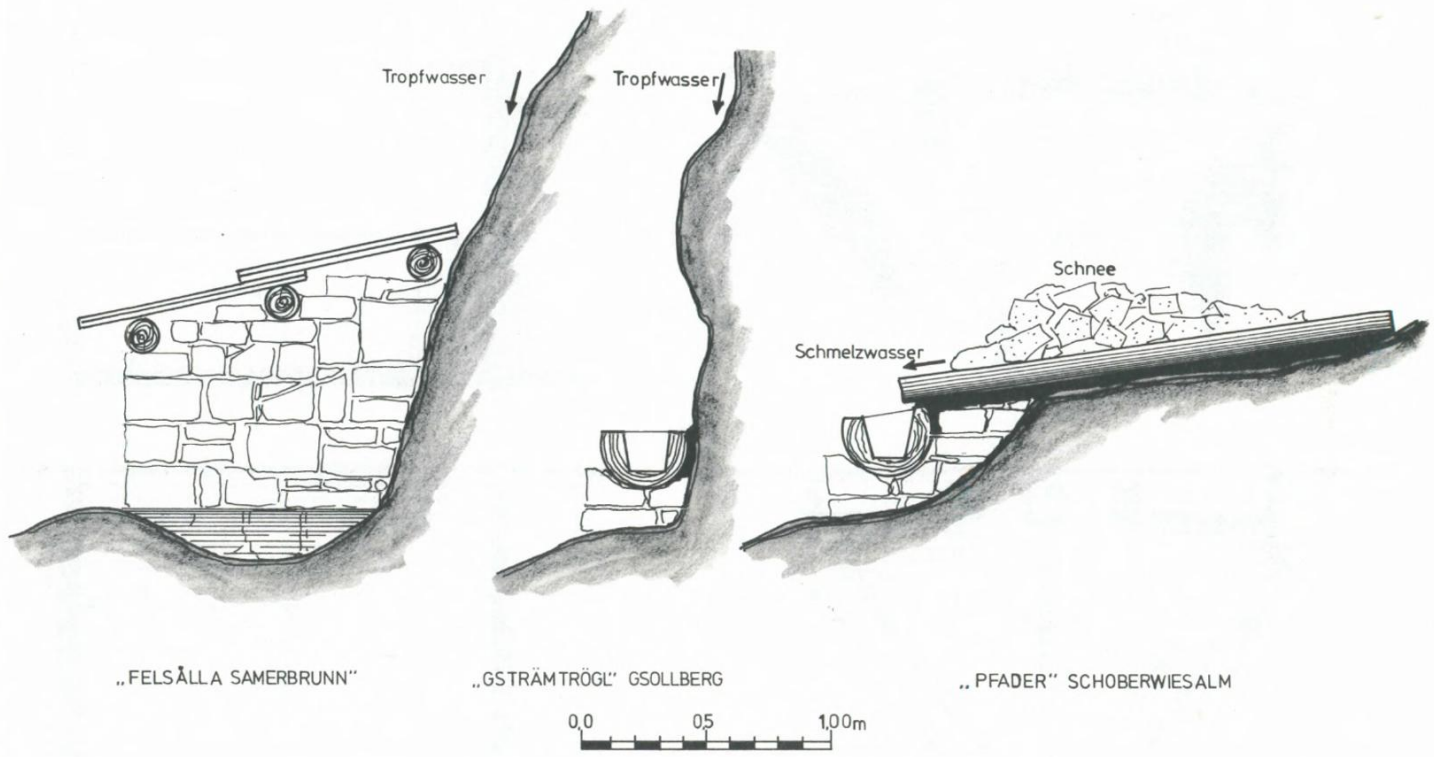 Tropfwasser
Tropfwasser
Schnee
Schmelzwasser
„FELSÅLLA SAMERBRUNN"
„GSTRÄMTRÖGL" GSOLLBERG
„PFADER" SCHOBERWIESALM
0,0 0,5 1,00m